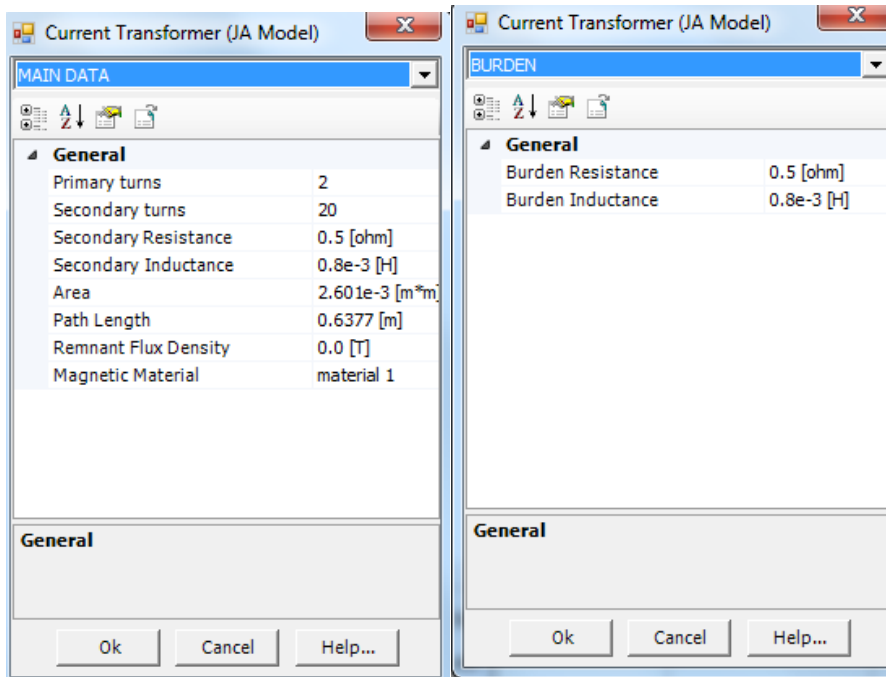 Current Transformer (JA Model)
MAIN DATA
A
Z
General
Primary turns 2
Secondary turns 20
Secondary Resistance 0.5 [ohm]
Secondary Inductance 0.8e-3 [H]
Area 2.601e-3 [m*m]
Path Length 0.6377 [m]
Remnant Flux Density 0.0 [T]
Magnetic Material material 1
General
Ok Cancel Help...
Current Transformer (JA Model)
BURDEN
A
Z
General
Burden Resistance 0.5 [ohm]
Burden Inductance 0.8e-3 [H]
General
Ok Cancel Help...